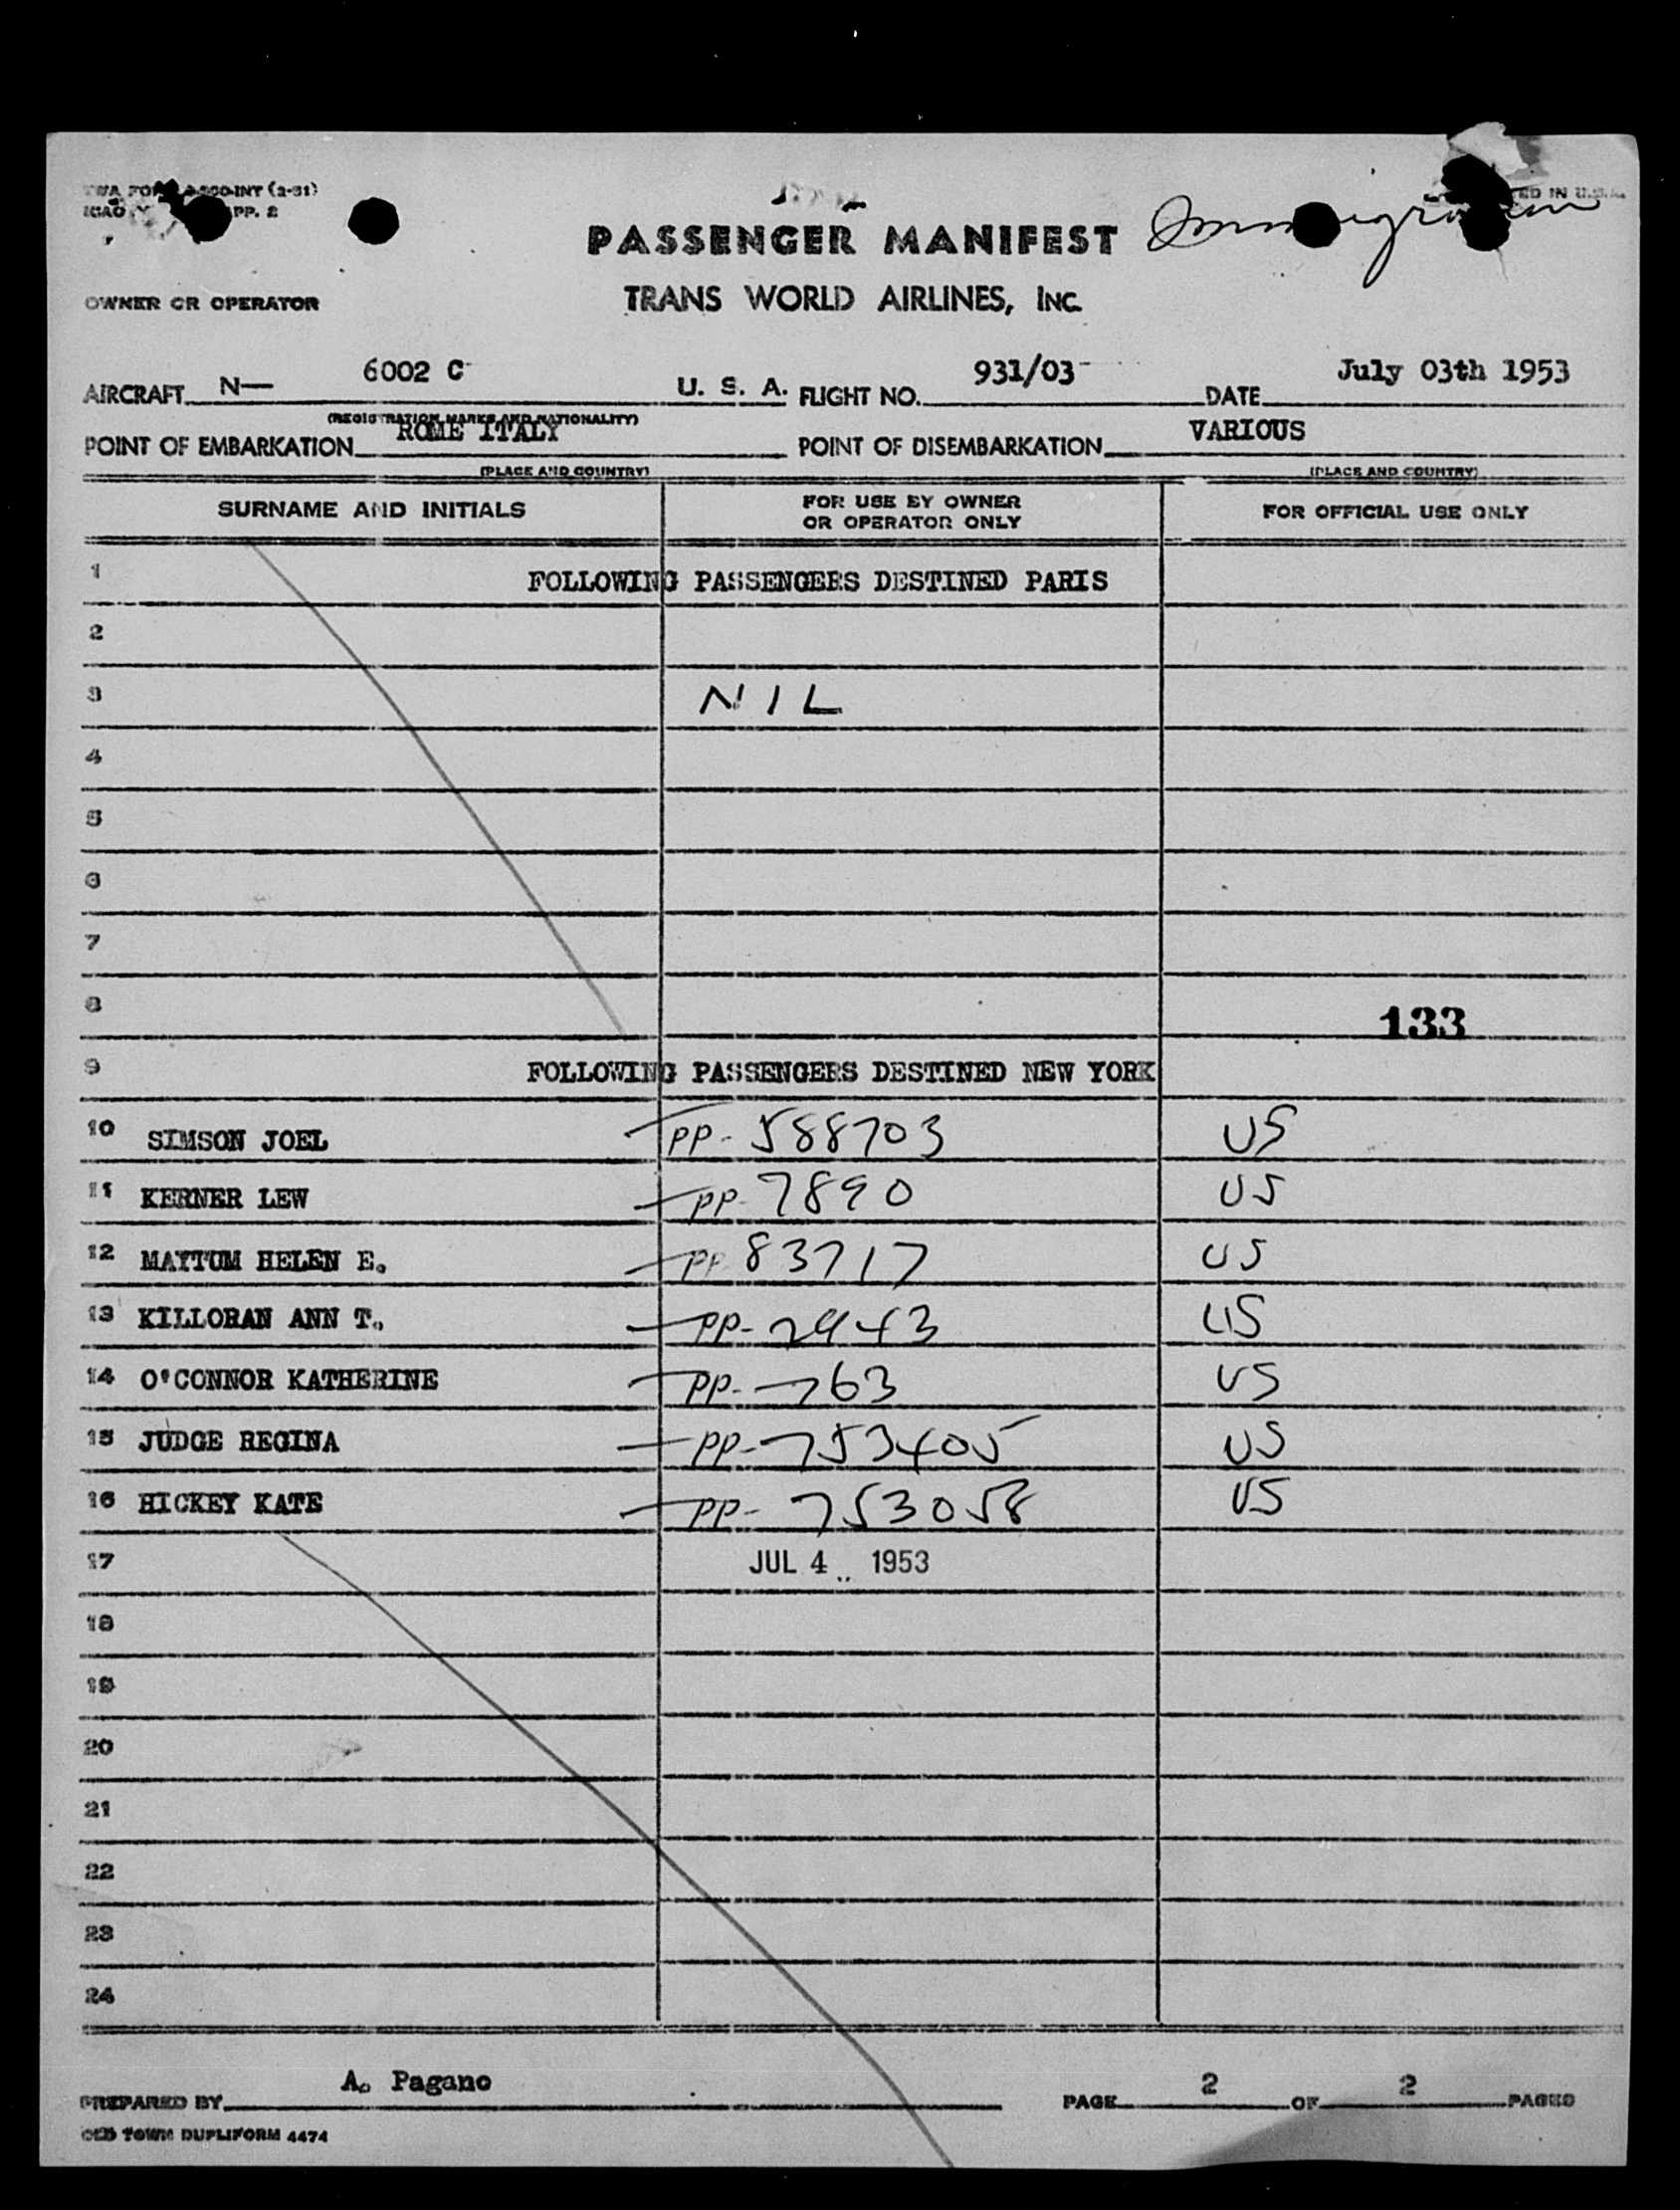 (2-51)
PP. 2
PASSENGER MANIFEST
OWNER OR OPERATOR
TRANS WORLD AIRLINES, INC.
AIRCRAFT N— 6002 C U. S. A. FLIGHT NO. 931/03 DATE July 03th 1953
(REGISTRATION MARKS AND NATIONALITY)
POINT OF EMBARKATION ROME ITALY POINT OF DISEMBARKATION VARIOUS
(PLACE AND COUNTRY) (PLACE AND COUNTRY)
SURNAME AND INITIALS FOR USE BY OWNER OR OPERATOR ONLY FOR OFFICIAL USE ONLY
1 FOLLOWING PASSENGERS DESTINED PARIS
2
3 NIL
4
5
6
7
8 133
9 FOLLOWING PASSENGERS DESTINED NEW YORK
10 SIMSON JOEL PP- 588703 US
11 KERNER LEW PP- 7890 US
12 MAYTUM HELEN E. PP 83717 US
13 KILLORAN ANN T. PP- 2943 US
14 O'CONNOR KATHERINE PP- 763 US
15 JUDGE REGINA PP- 753405 US
16 HICKEY KATE PP- 753058 US
17 JUL 4 1953
18
19
20
21
22
23
24
PREPARED BY A. Pagano PAGE 2 OF 2 PAGES
OLD TOWN DUPLIFORM 4474